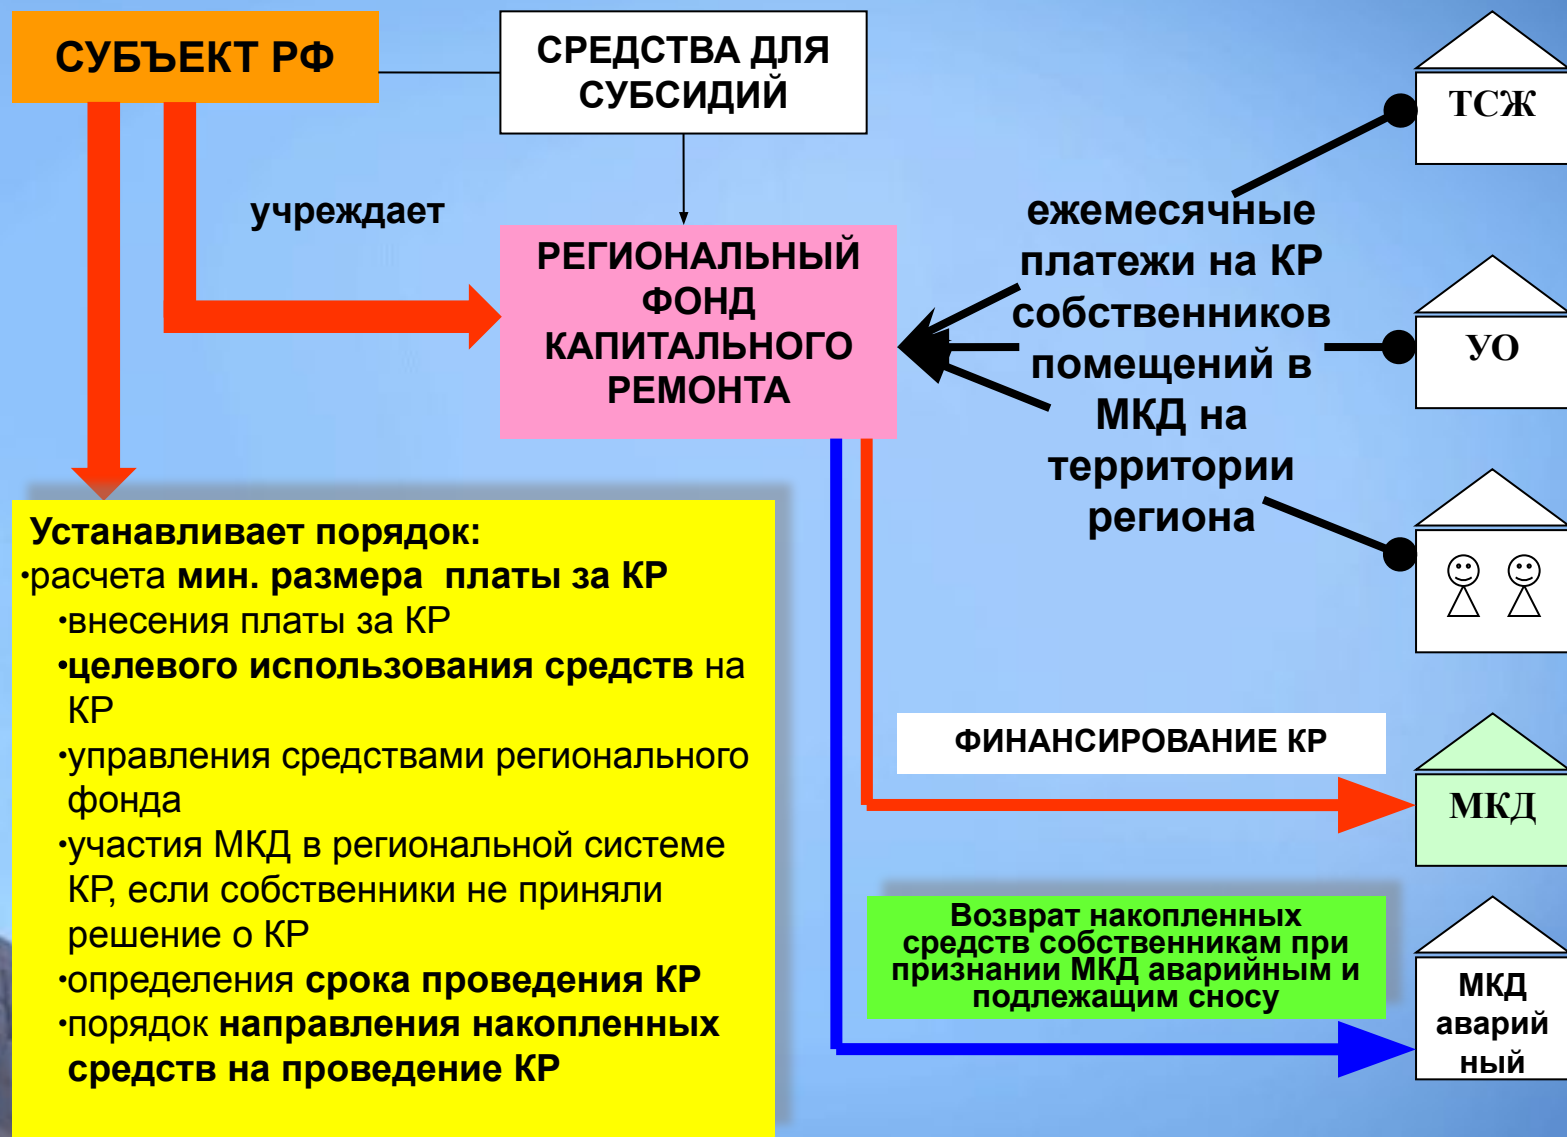 СУБЪЕКТ РФ
СРЕДСТВА ДЛЯ
СУБСИДИЙ
ТСЖ
учреждает
ежемесячные
платежи на КР
собственников
помещений в
МКД на
территории
региона
РЕГИОНАЛЬНЫЙ
ФОНД
КАПИТАЛЬНОГО
РЕМОНТА
УО
Устанавливает порядок:
•расчета мин. размера платы за КР
•внесения платы за КР
•целевого использования средств на
КР
•управления средствами регионального
фонда
•участия МКД в региональной системе
КР, если собственники не приняли
решение о КР
•определения срока проведения КР
•порядок направления накопленных
средств на проведение КР
ФИНАНСИРОВАНИЕ КР
МКД
Возврат накопленных
средств собственникам при
признании МКД аварийным и
подлежащим сносу
МКД
аварий
ный